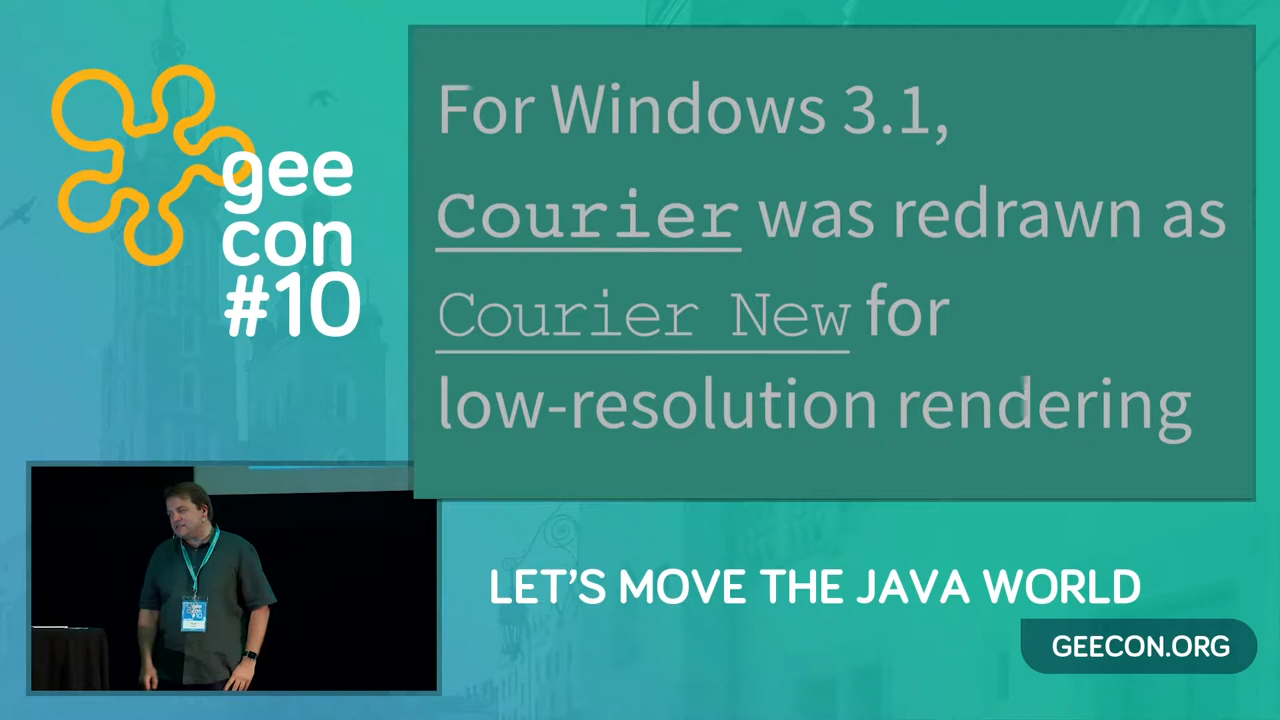 gee
con
#10
For Windows 3.1,
Courier was redrawn as
Courier New for
low-resolution rendering
LET'S MOVE THE JAVA WORLD
GEECON.ORG